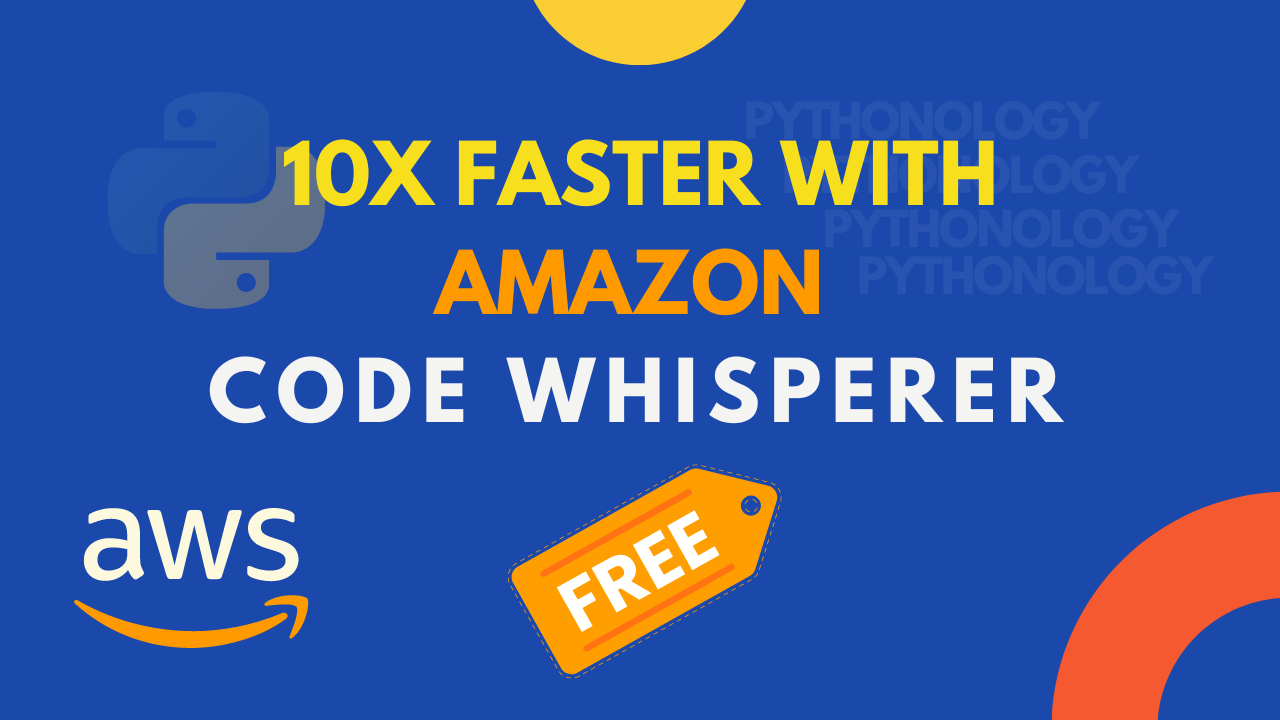 PYTHONOLOGY
10X FASTER WITH
PYTHONOLOGY
PYTHONOLOGY
AMAZON
PYTHONOLOGY
CODE WHISPERER
aws
FREE